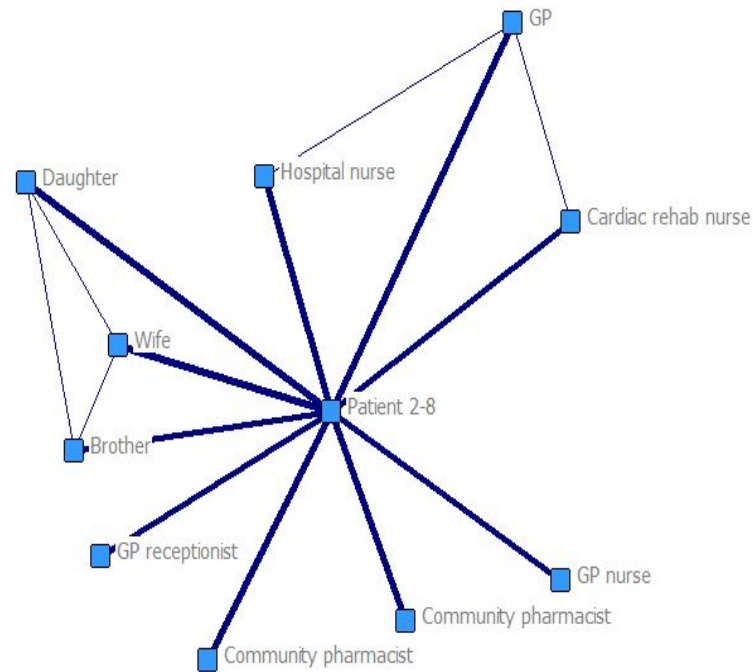 GP
Daughter
Hospital nurse
Cardiac rehab nurse
Wife
Patient 2-8
Brother
GP receptionist
GP nurse
Community pharmacist
Community pharmacist